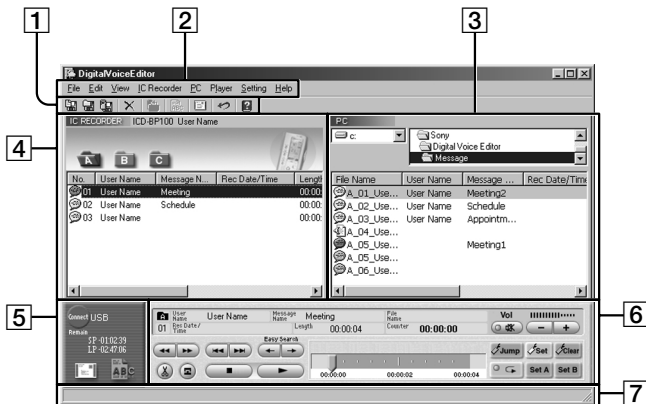 1
2
3
DigitalVoiceEditor
File Edit View IC Recorder PC Player Setting Help
4
IC RECORDER ICD-BP100 User Name
A B C
No. User Name Message N... Rec Date/Time Length
01 User Name Meeting 00:00:
02 User Name Schedule 00:00:
03 User Name 00:00:
PC
c:
Sony
Digital Voice Editor
Message
File Name User Name Message ... Rec Date/Time
A_01_Use... User Name Meeting2
A_02_Use... User Name Schedule
A_03_Use... User Name Appointm...
A_04_Use...
A_05_Use... Meeting1
A_05_Use...
A_06_Use...
5
Connect USB
Remain
SP -01:02:39
LP -02:47:06
ABC
A User Name User Name Message Name Meeting File Name
01 Rec Date/Time Length 00:00:04 Counter 00:00:00
Vol
- +
6
Easy Search
Jump Set Clear
Set A Set B
00:00:00 00:00:02 00:00:04
7